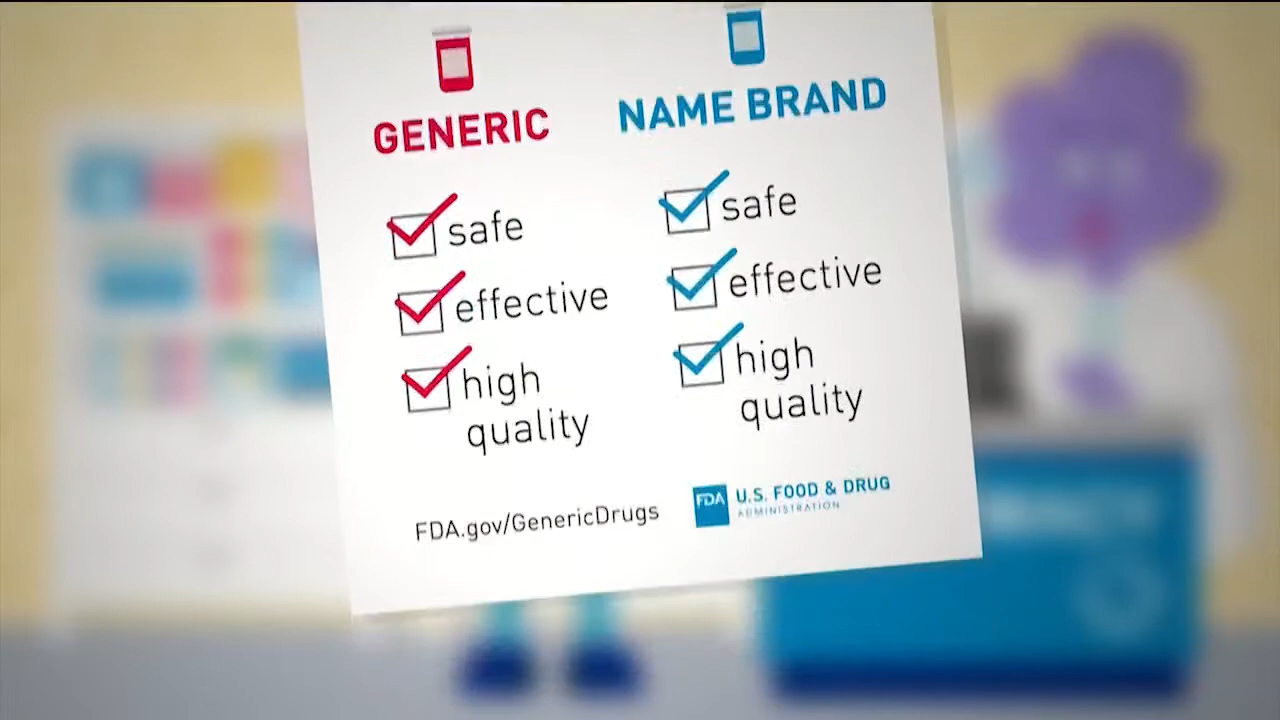 GENERIC
NAME BRAND
safe
effective
high
quality
safe
effective
high
quality
FDA.gov/GenericDrugs
FDA
U.S. FOOD & DRUG
ADMINISTRATION